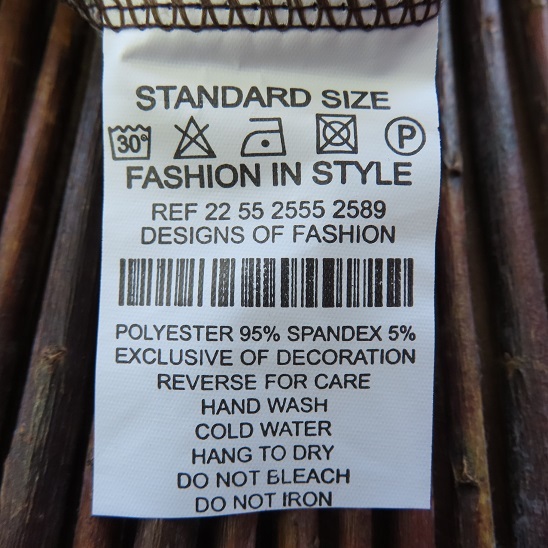 STANDARD SIZE
30° P
FASHION IN STYLE
REF 22 55 2555 2589
DESIGNS OF FASHION
POLYESTER 95% SPANDEX 5%
EXCLUSIVE OF DECORATION
REVERSE FOR CARE
HAND WASH
COLD WATER
HANG TO DRY
DO NOT BLEACH
DO NOT IRON